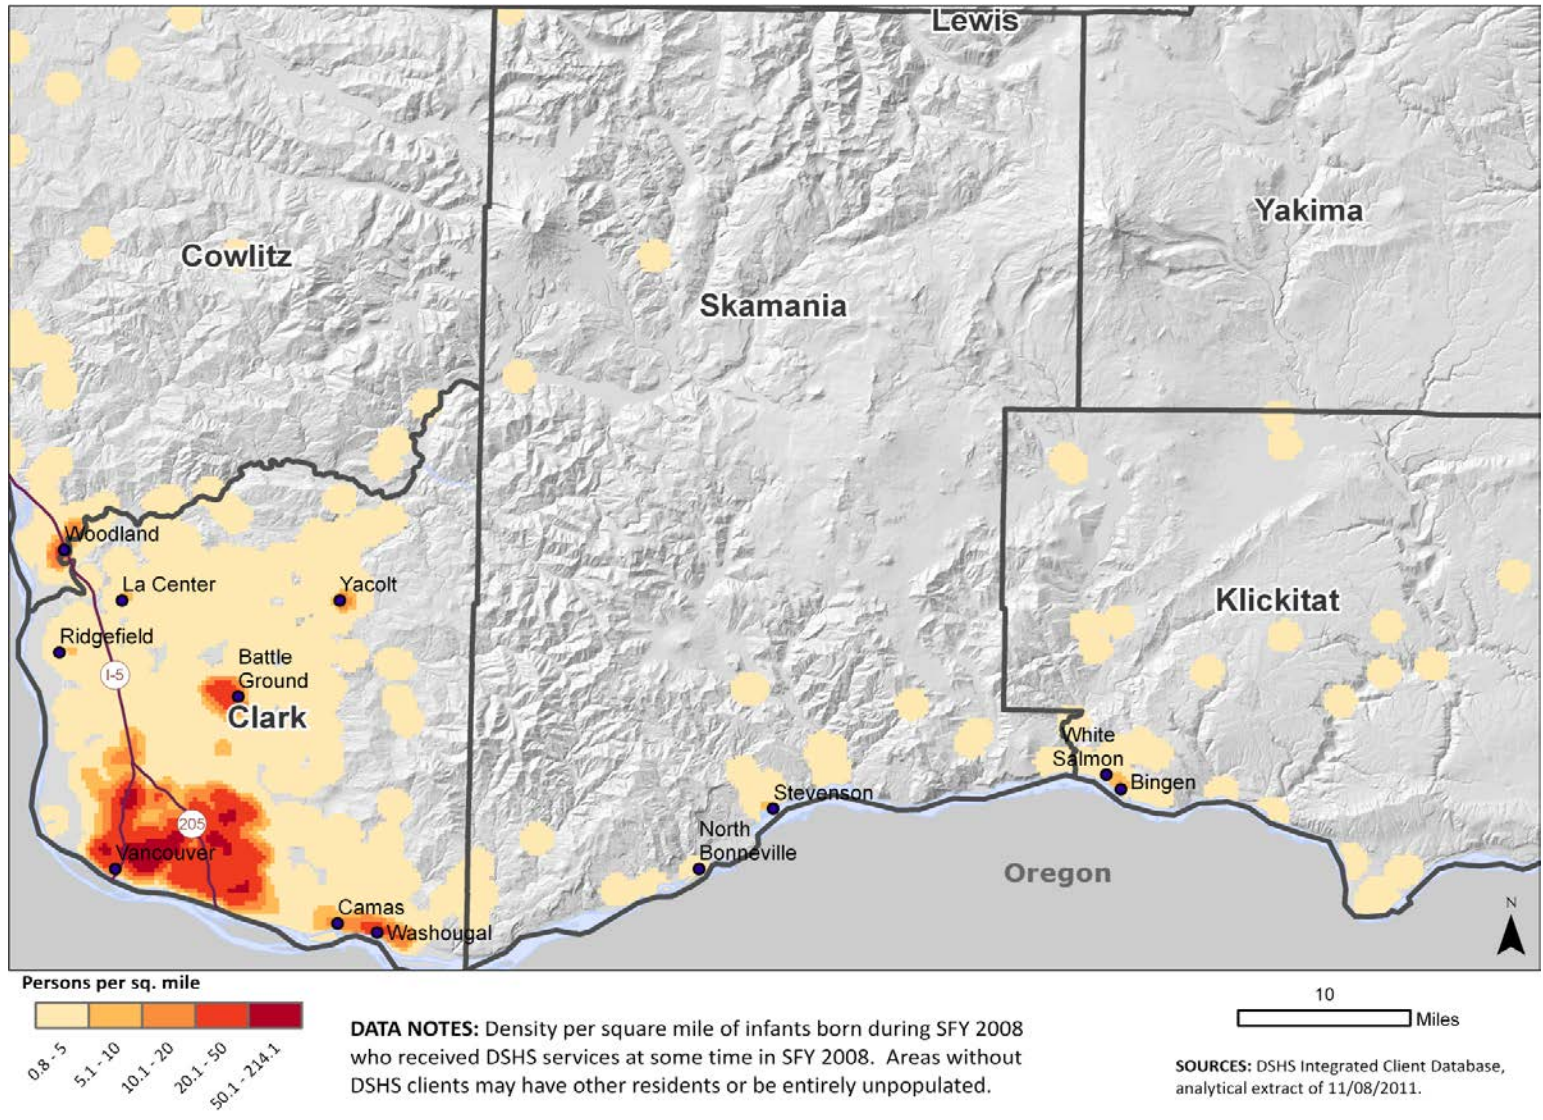 Lewis
Yakima
Cowlitz
Skamania
Woodland
La Center
Yacolt
Klickitat
Ridgefield
Battle
Ground
I-5
Clark
White
Salmon
Bingen
Stevenson
205
North
Bonneville
Vancouver
Oregon
Camas
Washougal
N
Persons per sq. mile
0.8 - 5
5.1 - 10
10.1 - 20
20.1 - 50
50.1 - 214.1
DATA NOTES: Density per square mile of infants born during SFY 2008
who received DSHS services at some time in SFY 2008. Areas without
DSHS clients may have other residents or be entirely unpopulated.
10
Miles
SOURCES: DSHS Integrated Client Database,
analytical extract of 11/08/2011.